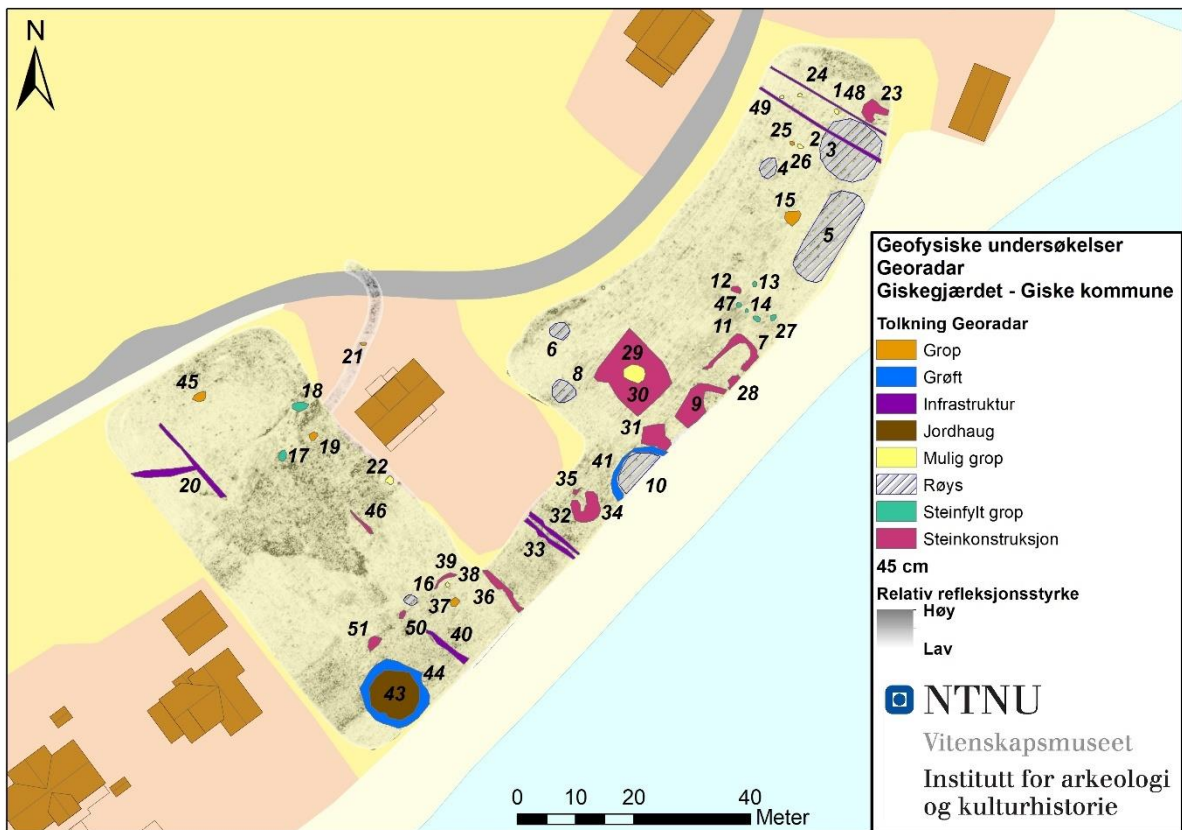 N
24
148
23
49
25
2
3
26
4
15
5
12
13
47
14
11
27
7
6
29
8
30
28
9
31
21
45
18
19
17
22
41
10
35
20
46
32
34
33
39
38
16
36
37
51
50
40
44
43
0 10 20 40
Meter
Geofysiske undersøkelser
Georadar
Giskegjærdet - Giske kommune
Tolkning Georadar
Grop
Grøft
Infrastruktur
Jordhaug
Mulig grop
Røys
Steinfylt grop
Steinkonstruksjon
45 cm
Relativ refleksjonsstyrke
Høy
Lav
NTNU
Vitenskapsmuseet
Institutt for arkeologi
og kulturhistorie